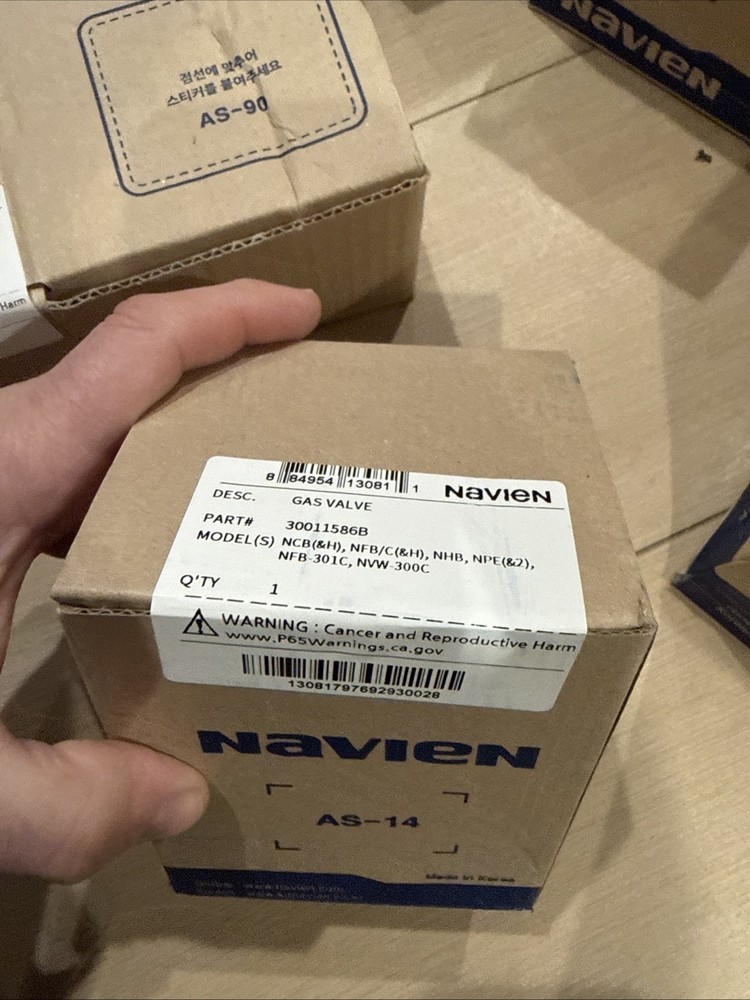 점선에 맞추어
스티커를 붙여주세요
AS-90
NAVIEN
Harm
8 84954 13081 1
NAVIEN
DESC. GAS VALVE
PART# 30011586B
MODEL(S) NCB(&H), NFB/C(&H), NHB, NPE(&2),
NFB-301C, NVW-300C
Q'TY 1
WARNING : Cancer and Reproductive Harm
www.P65Warnings.ca.gov
13081797692930028
NAVIEN
AS-14
Made in Korea